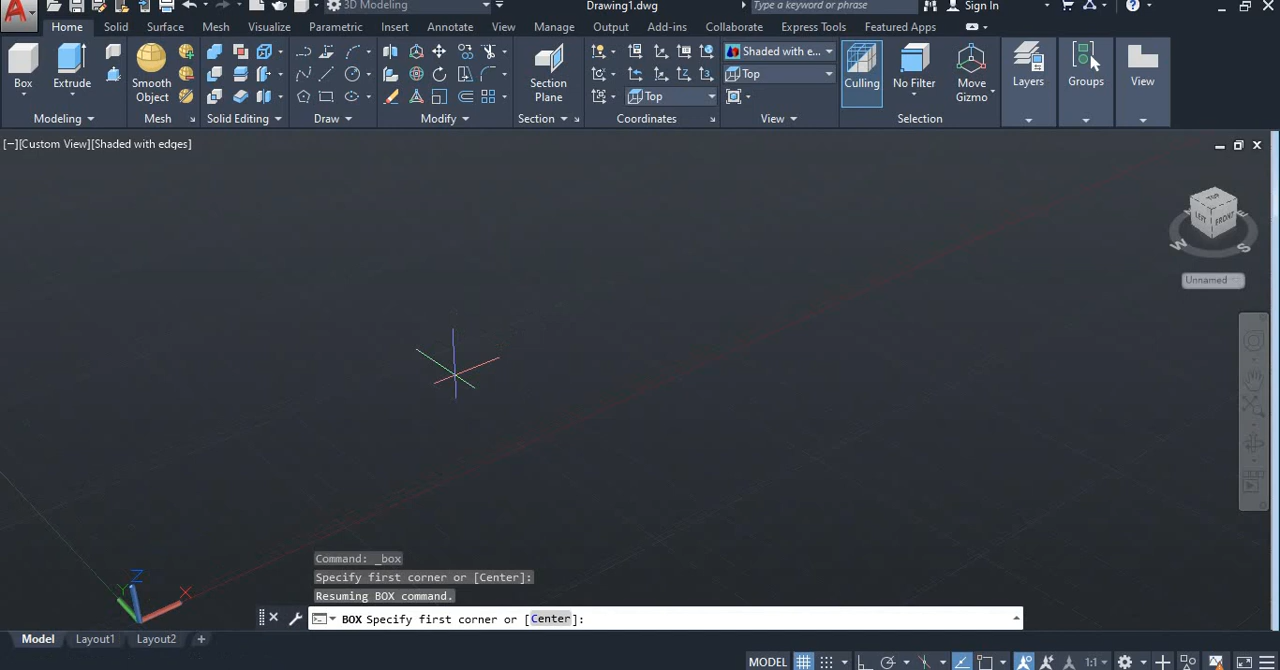 3D Modeling
Drawing1.dwg
Type a keyword or phrase
Sign In
Home Solid Surface Mesh Visualize Parametric Insert Annotate View Manage Output Add-ins Collaborate Express Tools Featured Apps
Box
Extrude
Smooth
Object
Section
Plane
Shaded with e...
Top
Top
Culling
No Filter
Move
Gizmo
Layers
Groups
View
Modeling
Mesh
Solid Editing
Draw
Modify
Section
Coordinates
View
Selection
[−][Custom View][Shaded with edges]
TOP
LEFT
FRONT
E
W
S
Unnamed
Command: _box
Specify first corner or [Center]:
Resuming BOX command.
BOX Specify first corner or [Center]:
Z
Y
X
Model Layout1 Layout2 +
MODEL
1:1